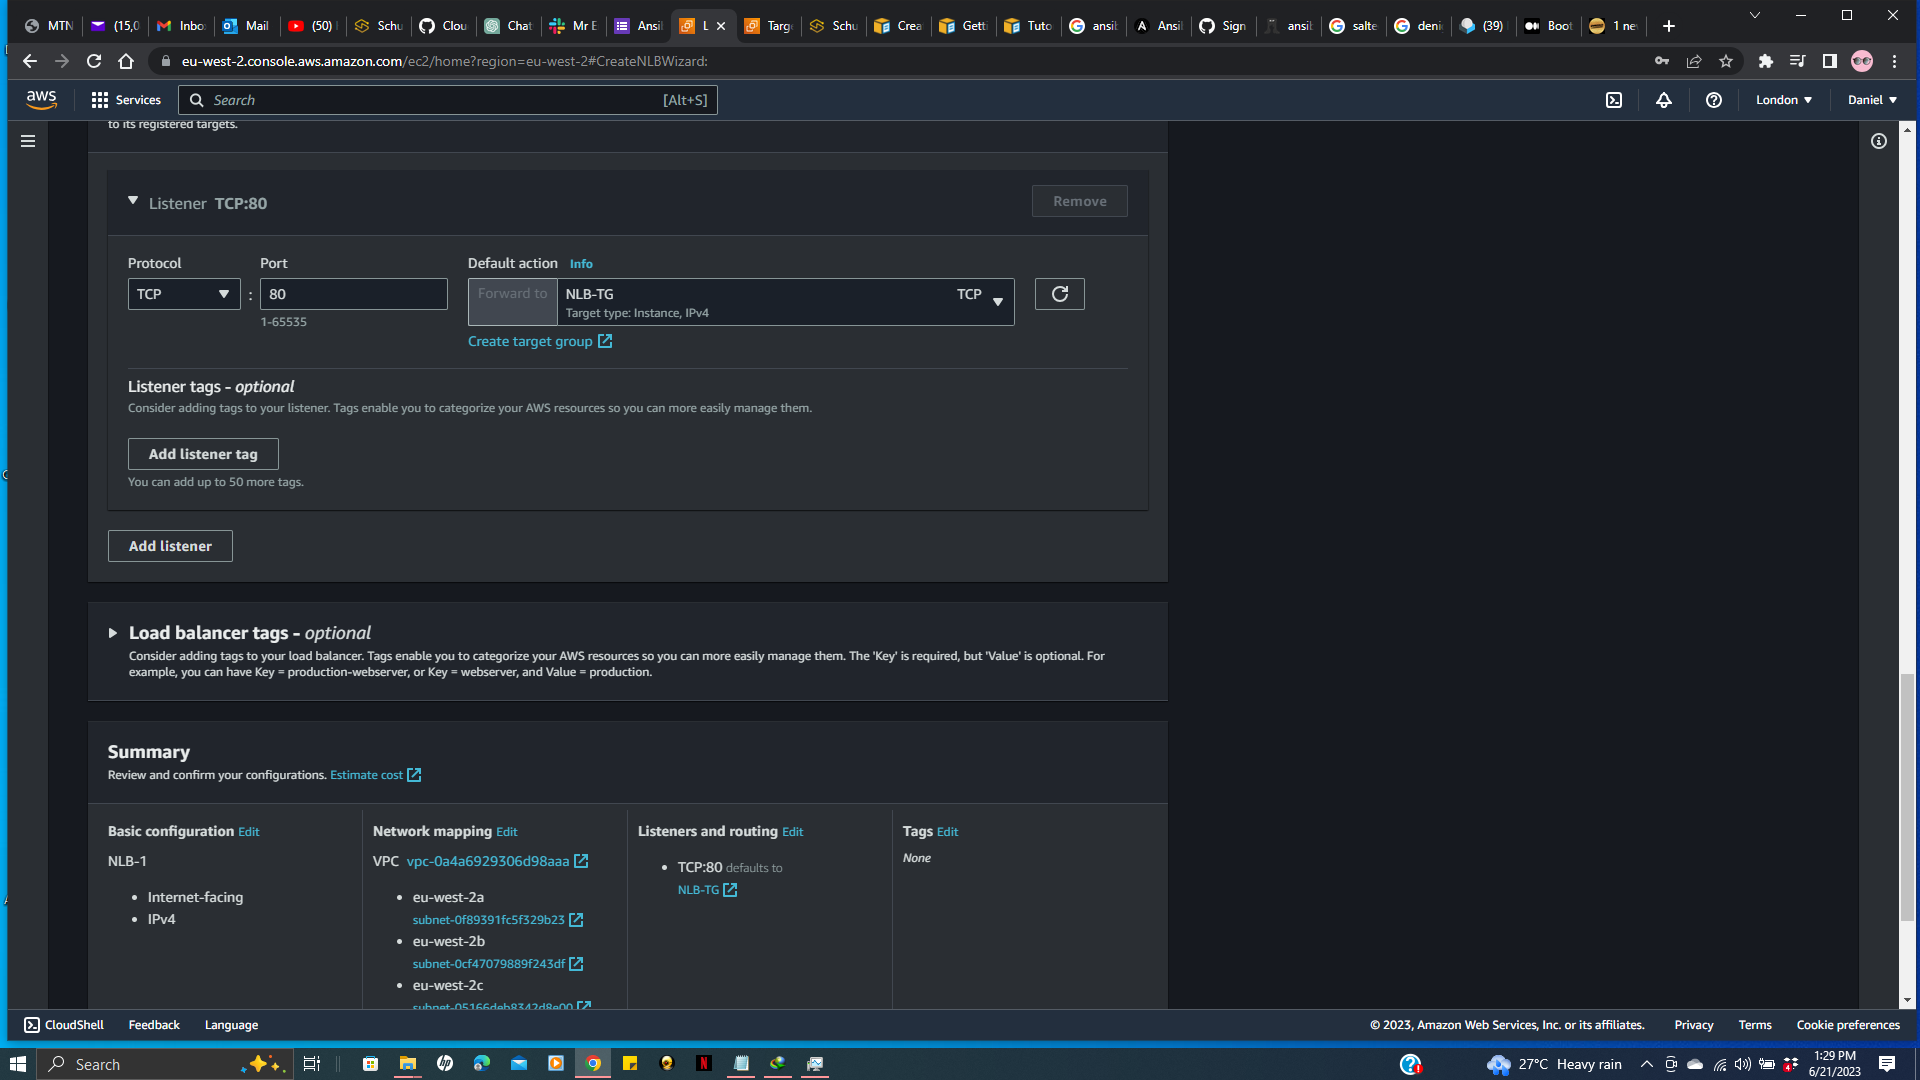 MTN
(15,0
Inbo
Mail
(50)
Schu
Clou
Chat
Mr E
Ansil
L
Targe
Schu
Crea
Getti
Tuto
ansib
Ansil
Sign
ansib
salte
deni
(39)
Boot
1 ne
eu-west-2.console.aws.amazon.com/ec2/home?region=eu-west-2#CreateNLBWizard:
aws
Services
Search
[Alt+S]
London
Daniel
to its registered targets.
Listener TCP:80
Remove
Protocol
Port
Default action Info
TCP
:
80
Forward to
NLB-TG
TCP
Target type: Instance, IPv4
1-65535
Create target group
Listener tags - optional
Consider adding tags to your listener. Tags enable you to categorize your AWS resources so you can more easily manage them.
Add listener tag
You can add up to 50 more tags.
Add listener
Load balancer tags - optional
Consider adding tags to your load balancer. Tags enable you to categorize your AWS resources so you can more easily manage them. The 'Key' is required, but 'Value' is optional. For
example, you can have Key = production-webserver, or Key = webserver, and Value = production.
Summary
Review and confirm your configurations. Estimate cost
Basic configuration Edit
NLB-1
• Internet-facing
• IPv4
Network mapping Edit
VPC vpc-0a4a6929306d98aaa
• eu-west-2a
subnet-0f89391fc5f329b23
• eu-west-2b
subnet-0cf47079889f243df
• eu-west-2c
subnet-05166deb8342d8e00
Listeners and routing Edit
• TCP:80 defaults to
NLB-TG
Tags Edit
None
CloudShell
Feedback
Language
© 2023, Amazon Web Services, Inc. or its affiliates.
Privacy
Terms
Cookie preferences
Search
27°C Heavy rain
1:29 PM
6/21/2023